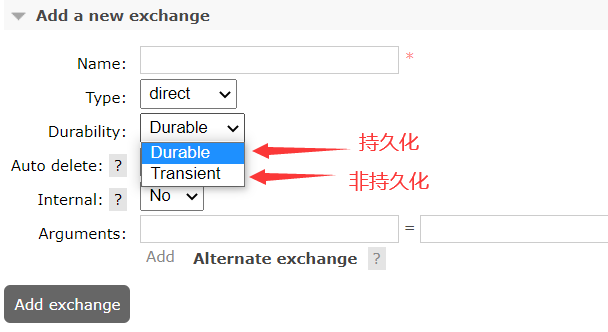 Add a new exchange
Name: *
Type: direct
Durability: Durable
Durable 持久化
Transient 非持久化
Auto delete: ?
Internal: ? No
Arguments: =
Add Alternate exchange ?
Add exchange